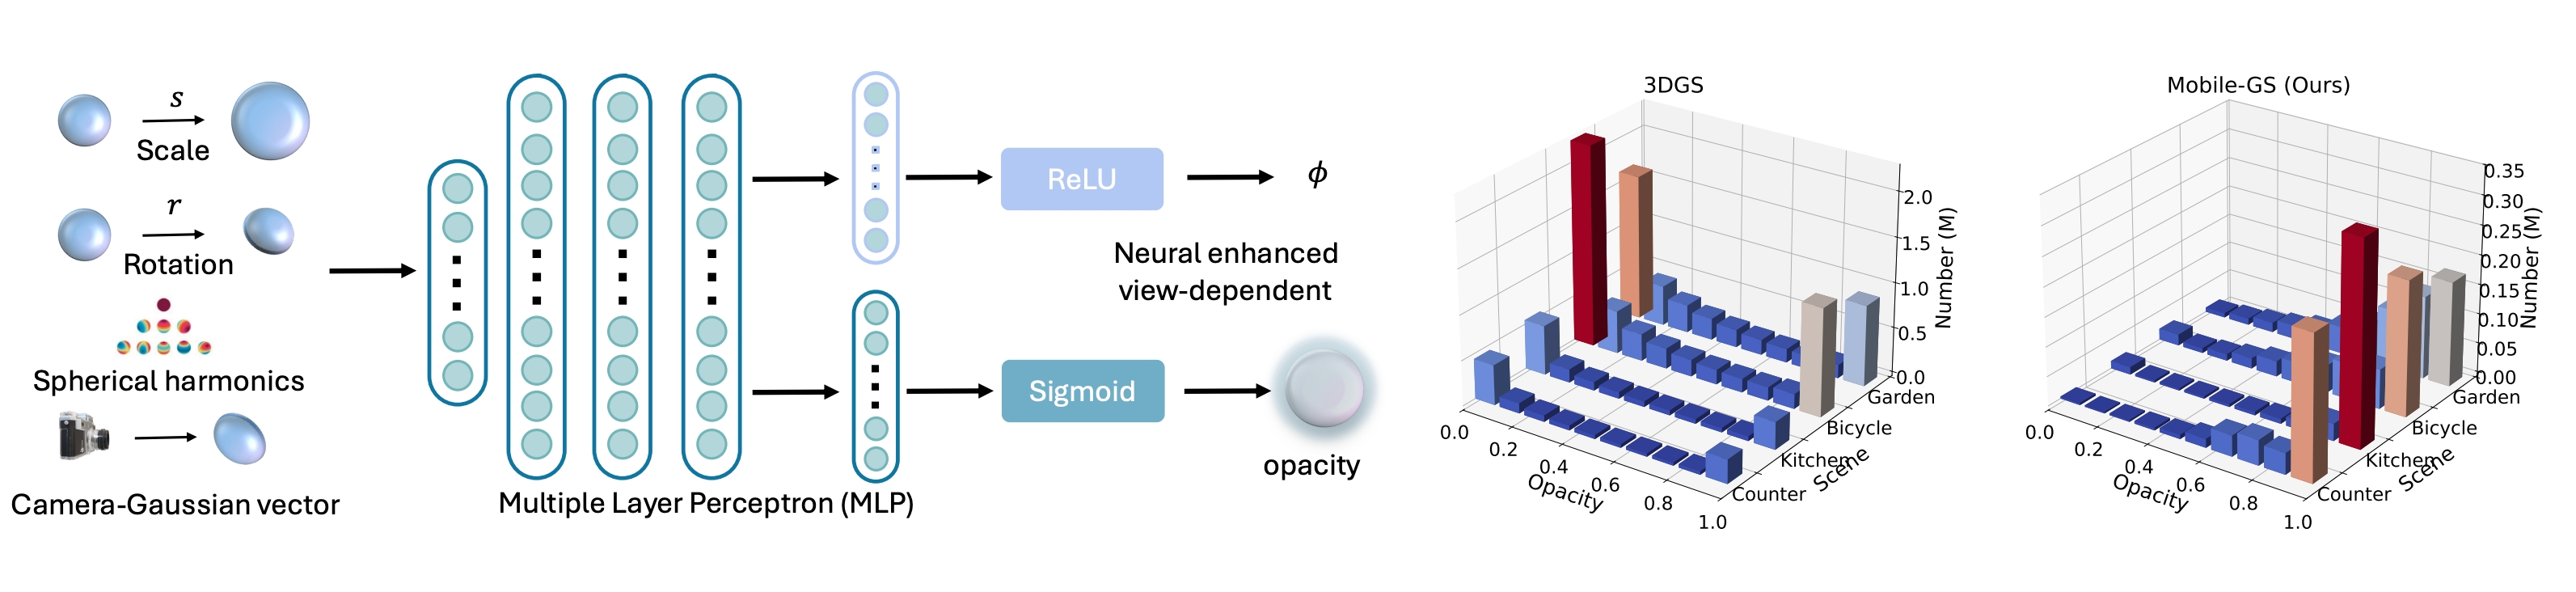 s
Scale
r
Rotation
Spherical harmonics
Camera-Gaussian vector
Multiple Layer Perceptron (MLP)
ReLU
ϕ
Neural enhanced
view-dependent
Sigmoid
opacity
3DGS
2.0
1.5
1.0
0.5
0.0
Number (M)
Garden
Bicycle
Kitchen
Counter
Scene
0.0
0.2
0.4
0.6
0.8
1.0
Opacity
Mobile-GS (Ours)
0.35
0.30
0.25
0.20
0.15
0.10
0.05
0.00
Number (M)
Garden
Bicycle
Kitchen
Counter
Scene
0.0
0.2
0.4
0.6
0.8
1.0
Opacity